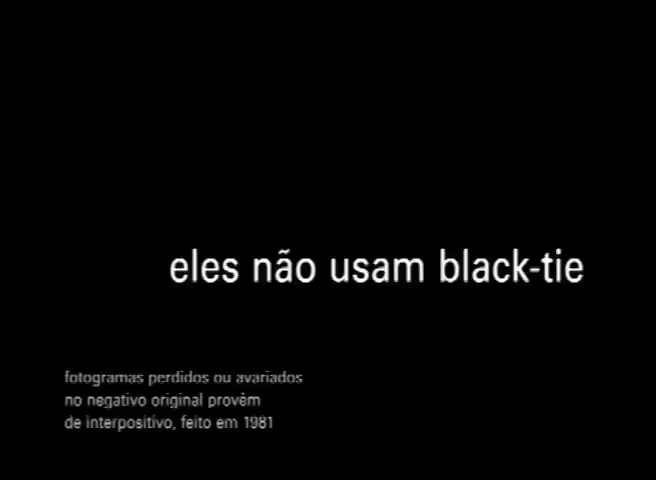 eles não usam black-tie
fotogramas perdidos ou avariados
no negativo original provêm
de interpositivo, feito em 1981